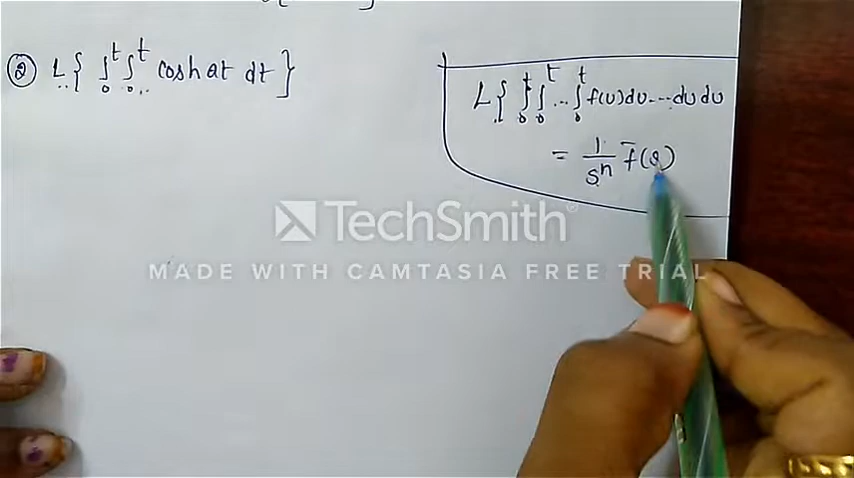 ② L{ ∫₀ᵗ ∫₀ᵗ cosh at dt }
L{ ∫₀ᵗ ∫₀ᵗ ... ∫₀ᵗ f(u) du --- du du
= 1/sⁿ f̄(s)
TechSmith®
MADE WITH CAMTASIA FREE TRIAL